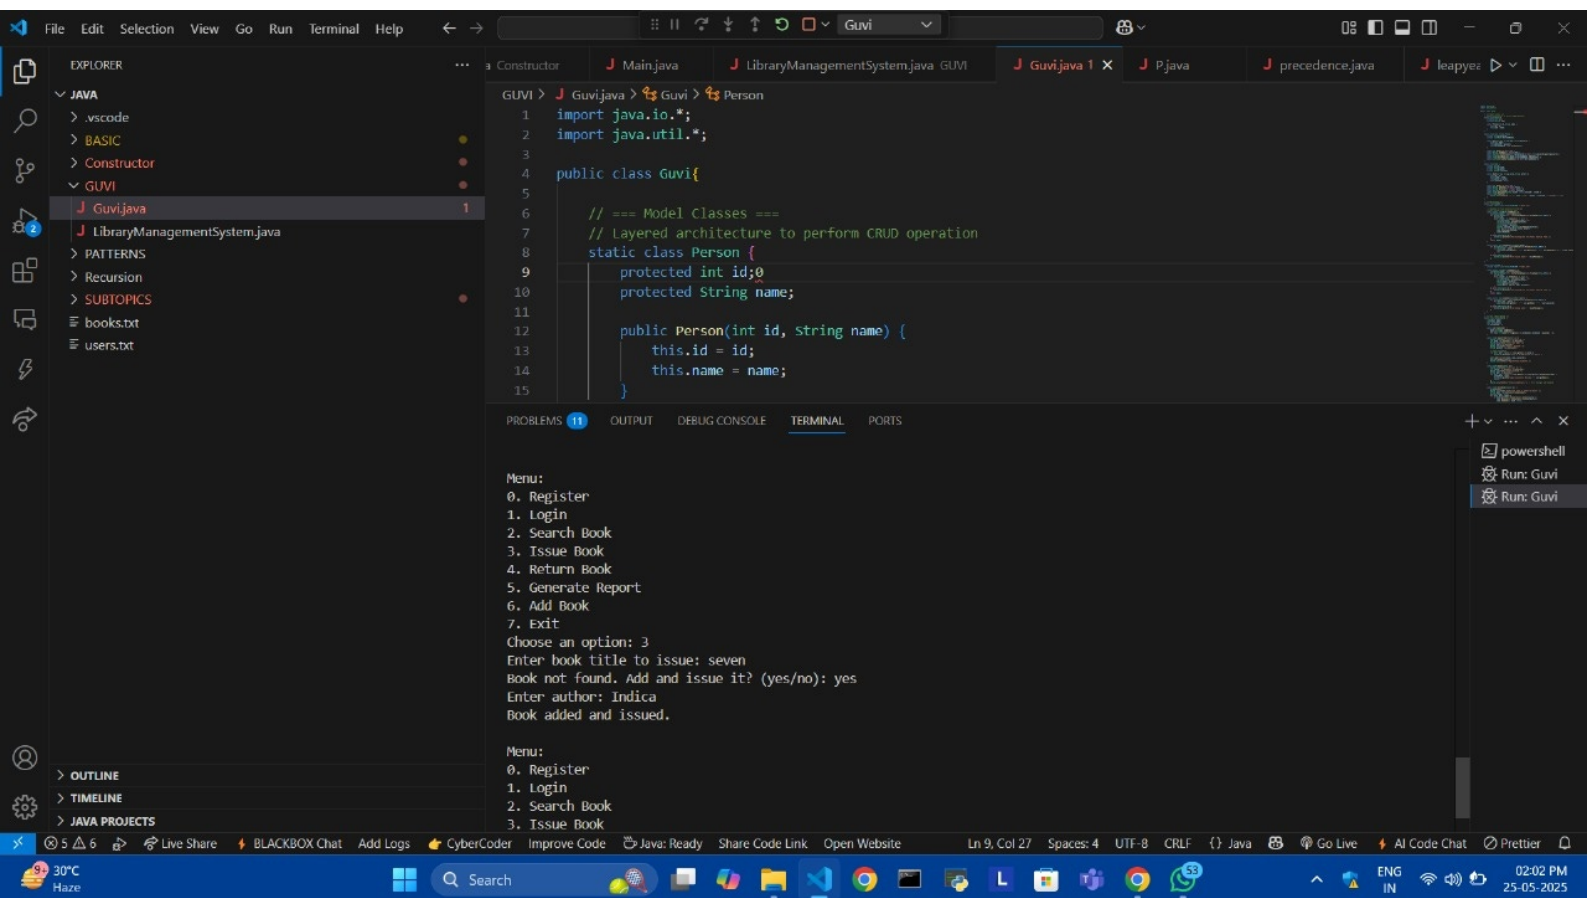 File Edit Selection View Go Run Terminal Help
Guvi
EXPLORER
JAVA
.vscode
BASIC
Constructor
GUVI
Guvi.java 1
LibraryManagementSystem.java
PATTERNS
Recursion
SUBTOPICS
books.txt
users.txt
OUTLINE
TIMELINE
JAVA PROJECTS
Constructor Main.java LibraryManagementSystem.java GUVI Guvi.java 1 P.java precedence.java leapyea
GUVI > Guvi.java > Guvi > Person
1 import java.io.*;
2 import java.util.*;
3
4 public class Guvi{
5
6 // === Model Classes ===
7 // Layered architecture to perform CRUD operation
8 static class Person {
9 protected int id;0
10 protected String name;
11
12 public Person(int id, String name) {
13 this.id = id;
14 this.name = name;
15 }
PROBLEMS 11 OUTPUT DEBUG CONSOLE TERMINAL PORTS
powershell
Run: Guvi
Run: Guvi
Menu:
0. Register
1. Login
2. Search Book
3. Issue Book
4. Return Book
5. Generate Report
6. Add Book
7. Exit
Choose an option: 3
Enter book title to issue: seven
Book not found. Add and issue it? (yes/no): yes
Enter author: Indica
Book added and issued.
Menu:
0. Register
1. Login
2. Search Book
3. Issue Book
5 6 Live Share BLACKBOX Chat Add Logs CyberCoder Improve Code Java: Ready Share Code Link Open Website Ln 9, Col 27 Spaces: 4 UTF-8 CRLF {} Java Go Live AI Code Chat Prettier
9+ 30°C
Haze
Search
53
ENG
IN
02:02 PM
25-05-2025